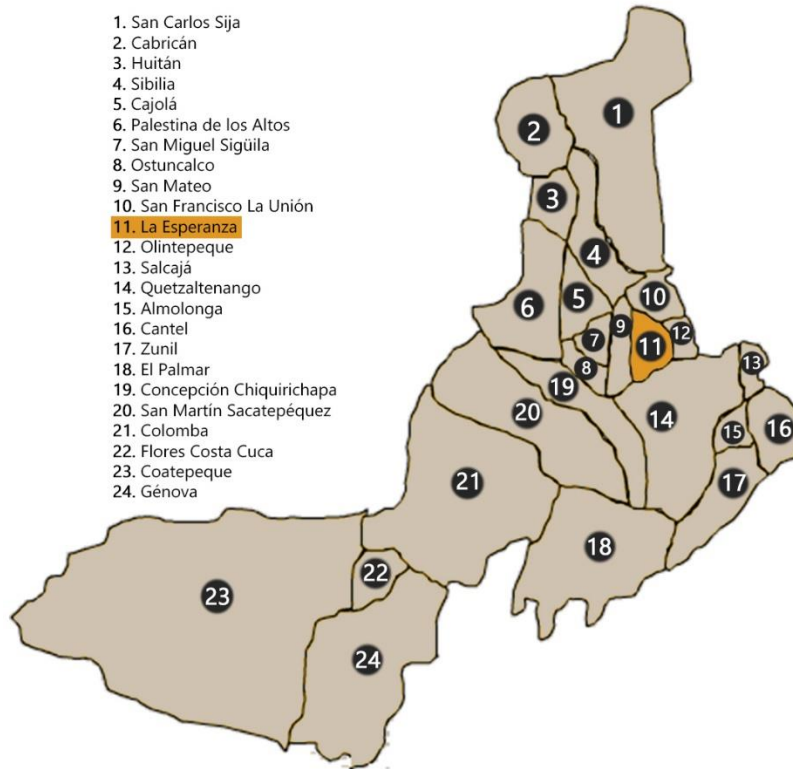 1. San Carlos Sija
2. Cabricán
3. Huitán
4. Sibilia
5. Cajolá
6. Palestina de los Altos
7. San Miguel Sigüila
8. Ostuncalco
9. San Mateo
10. San Francisco La Unión
11. La Esperanza
12. Olintepeque
13. Salcajá
14. Quetzaltenango
15. Almolonga
16. Cantel
17. Zunil
18. El Palmar
19. Concepción Chiquirichapa
20. San Martín Sacatepéquez
21. Colomba
22. Flores Costa Cuca
23. Coatepeque
24. Génova
1
2
3
4
5
10
6
9
12
7
11
13
8
19
20
14
15
16
17
21
18
22
23
24